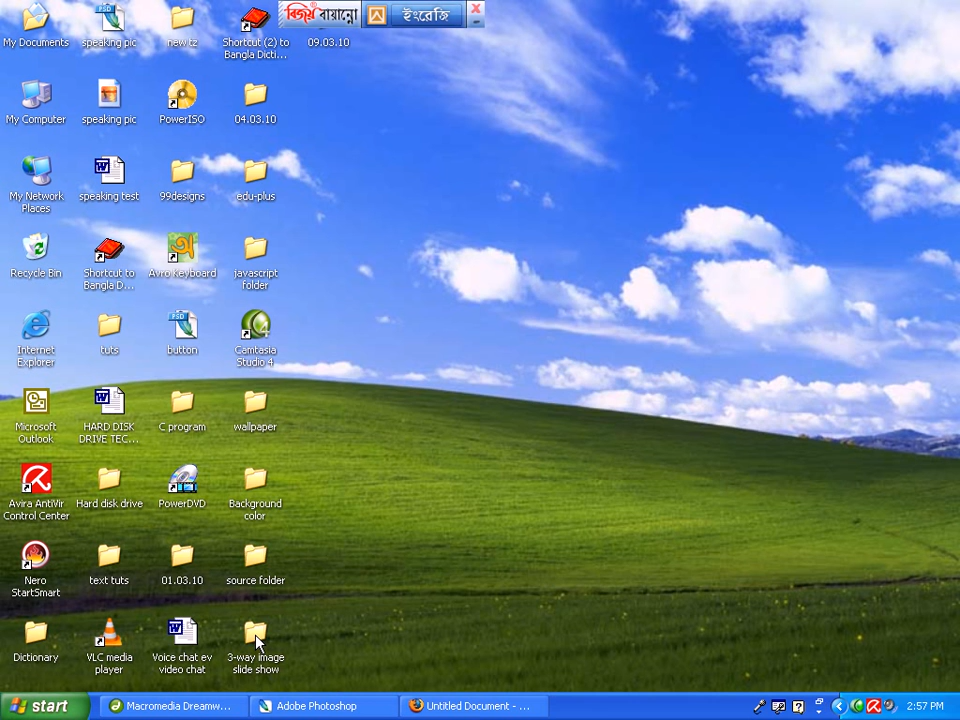 বিজয়® বায়ান্নো
ইংরেজি
My Documents
speaking pic
new tz
Shortcut (2) to
Bangla Dicti...
09.03.10
My Computer
speaking pic
PowerISO
04.03.10
My Network
Places
speaking test
99designs
edu-plus
Recycle Bin
Shortcut to
Bangla D...
Avro Keyboard
javascript
folder
Internet
Explorer
tuts
button
Camtasia
Studio 4
Microsoft
Outlook
HARD DISK
DRIVE TEC...
C program
wallpaper
Avira AntiVir
Control Center
Hard disk drive
PowerDVD
Background
color
Nero
StartSmart
text tuts
01.03.10
source folder
Dictionary
VLC media
player
Voice chat ev
video chat
3-way image
slide show
start
Macromedia Dreamw...
Adobe Photoshop
Untitled Document - ...
2:57 PM